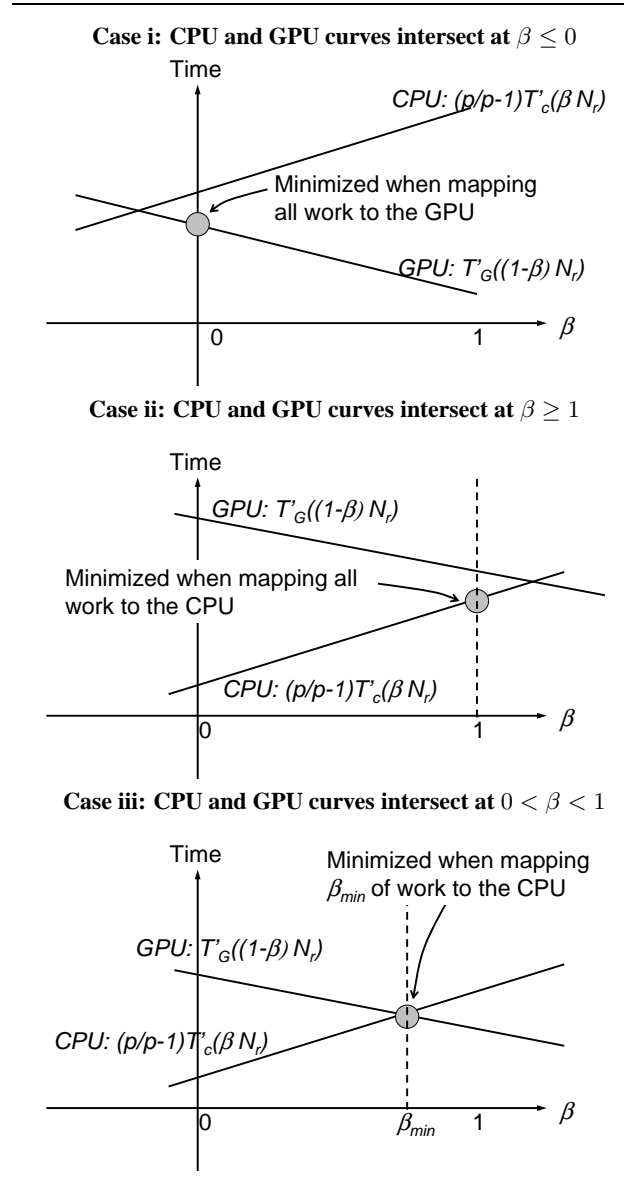 Case i: CPU and GPU curves intersect at β ≤ 0
Time
CPU: (p/p-1)T'c(β Nr)
Minimized when mapping
all work to the GPU
GPU: T'G((1-β) Nr)
0
1
β
Case ii: CPU and GPU curves intersect at β ≥ 1
Time
GPU: T'G((1-β) Nr)
Minimized when mapping all
work to the CPU
CPU: (p/p-1)T'c(β Nr)
0
1
β
Case iii: CPU and GPU curves intersect at 0 < β < 1
Time
Minimized when mapping
βmin of work to the CPU
GPU: T'G((1-β) Nr)
CPU: (p/p-1)T'c(β Nr)
0
βmin
1
β